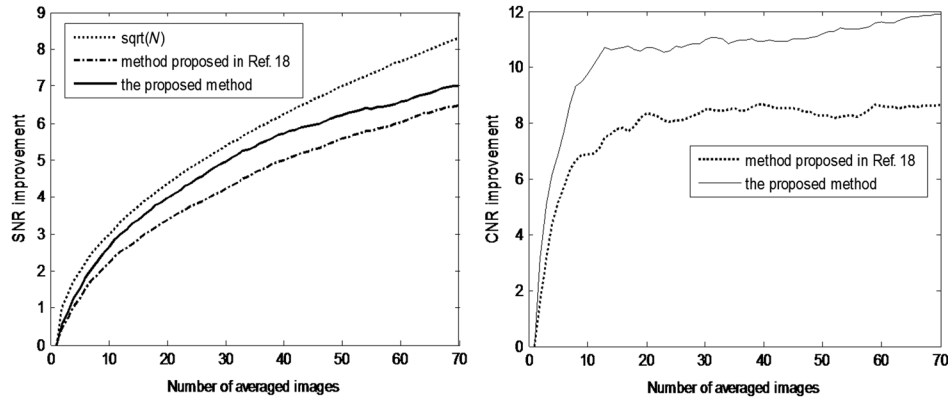 9
8
7
6
5
4
3
2
1
0
SNR improvement
sqrt(N)
method proposed in Ref. 18
the proposed method
0 10 20 30 40 50 60 70
Number of averaged images
12
10
8
6
4
2
0
CNR improvement
method proposed in Ref. 18
the proposed method
0 10 20 30 40 50 60 70
Number of averaged images